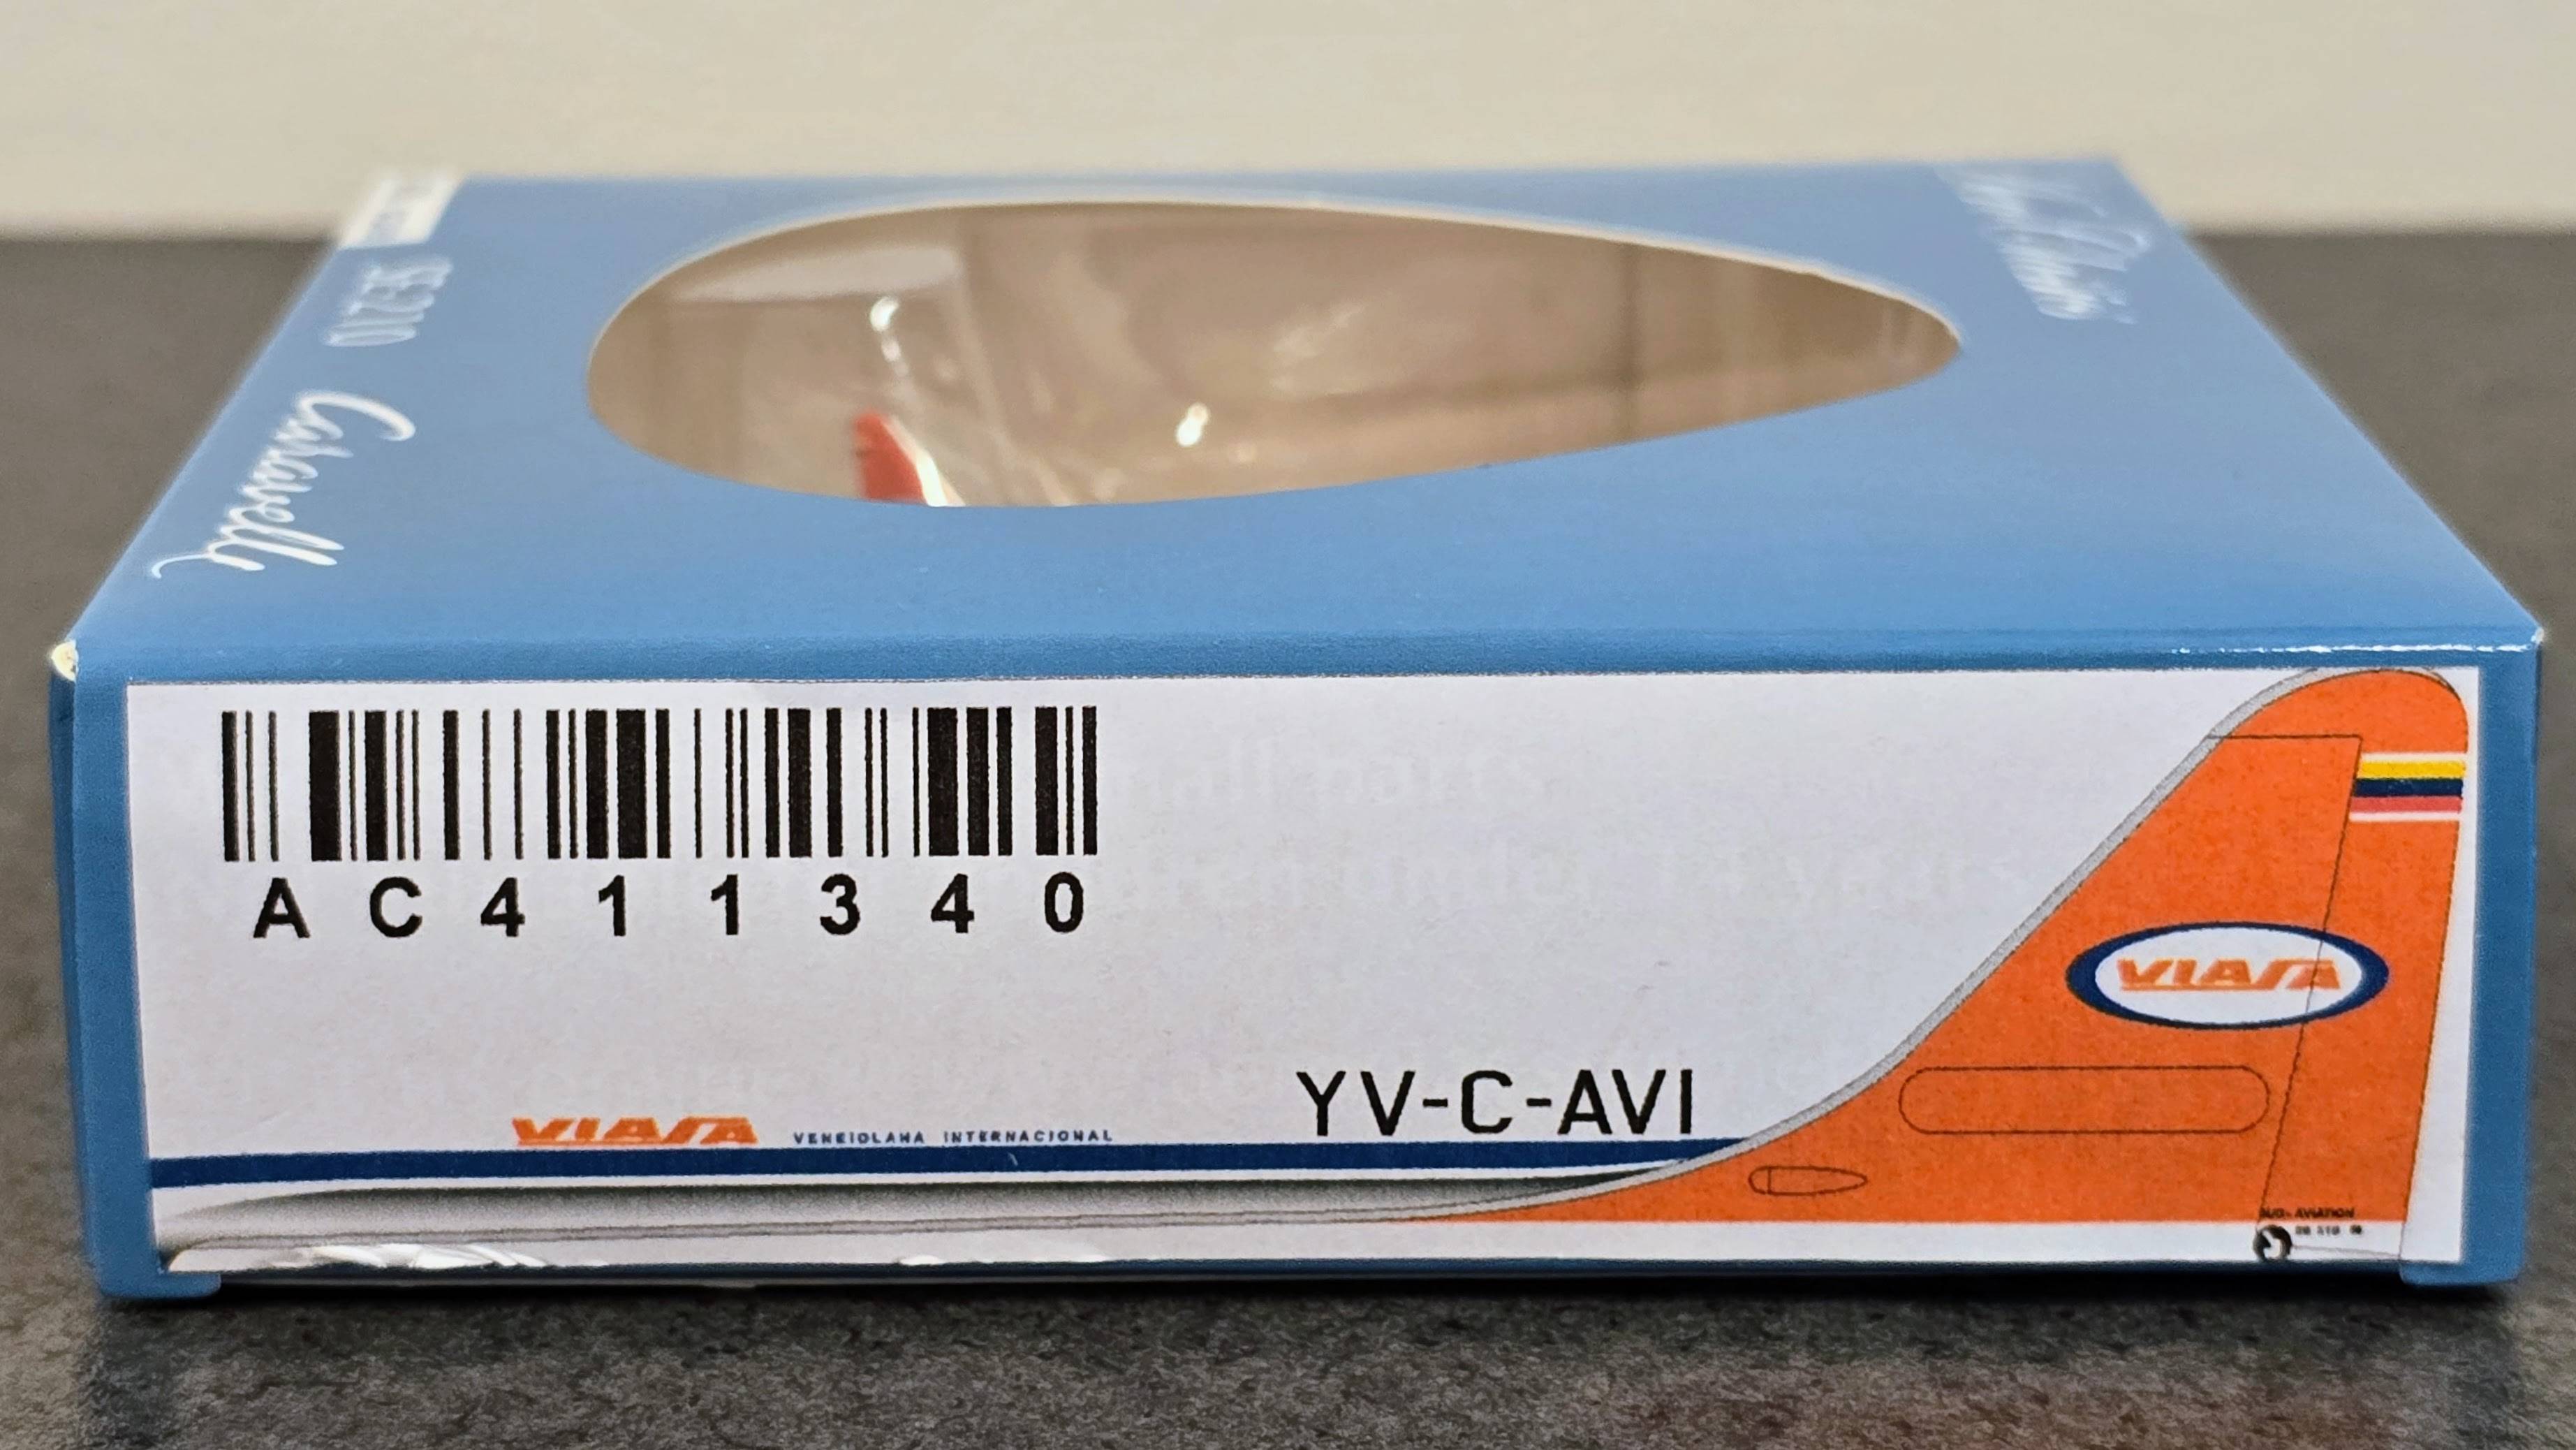 SE210
Caravelle
AC411340
VIASA
YV-C-AVI
VIASA VENEZOLANA INTERNACIONAL